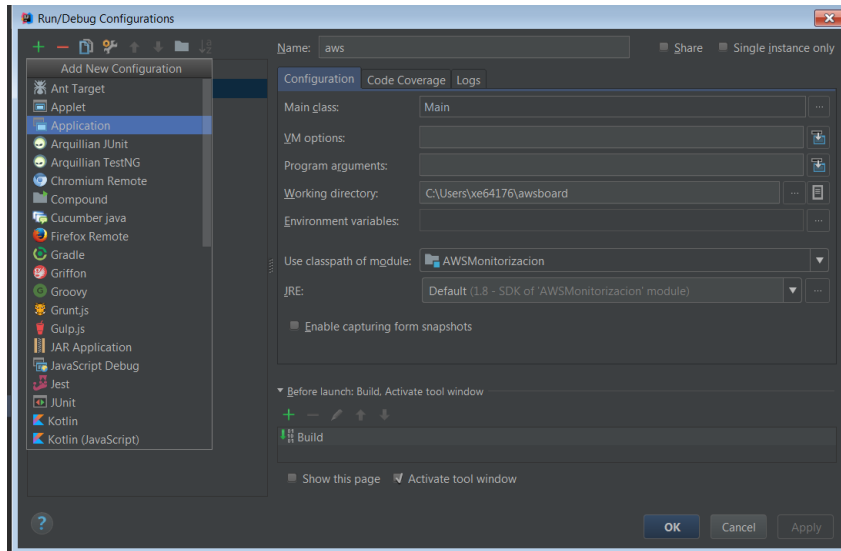 Run/Debug Configurations
Name: aws
Share
Single instance only
Add New Configuration
Ant Target
Applet
Application
Arquillian JUnit
Arquillian TestNG
Chromium Remote
Compound
Cucumber java
Firefox Remote
Gradle
Griffon
Groovy
Grunt.js
Gulp.js
JAR Application
JavaScript Debug
Jest
JUnit
Kotlin
Kotlin (JavaScript)
Configuration Code Coverage Logs
Main class: Main
VM options:
Program arguments:
Working directory: C:\Users\xe64176\awsboard
Environment variables:
Use classpath of module: AWSMonitorizacion
JRE: Default (1.8 - SDK of 'AWSMonitorizacion' module)
Enable capturing form snapshots
Before launch: Build, Activate tool window
Build
Show this page Activate tool window
? OK Cancel Apply